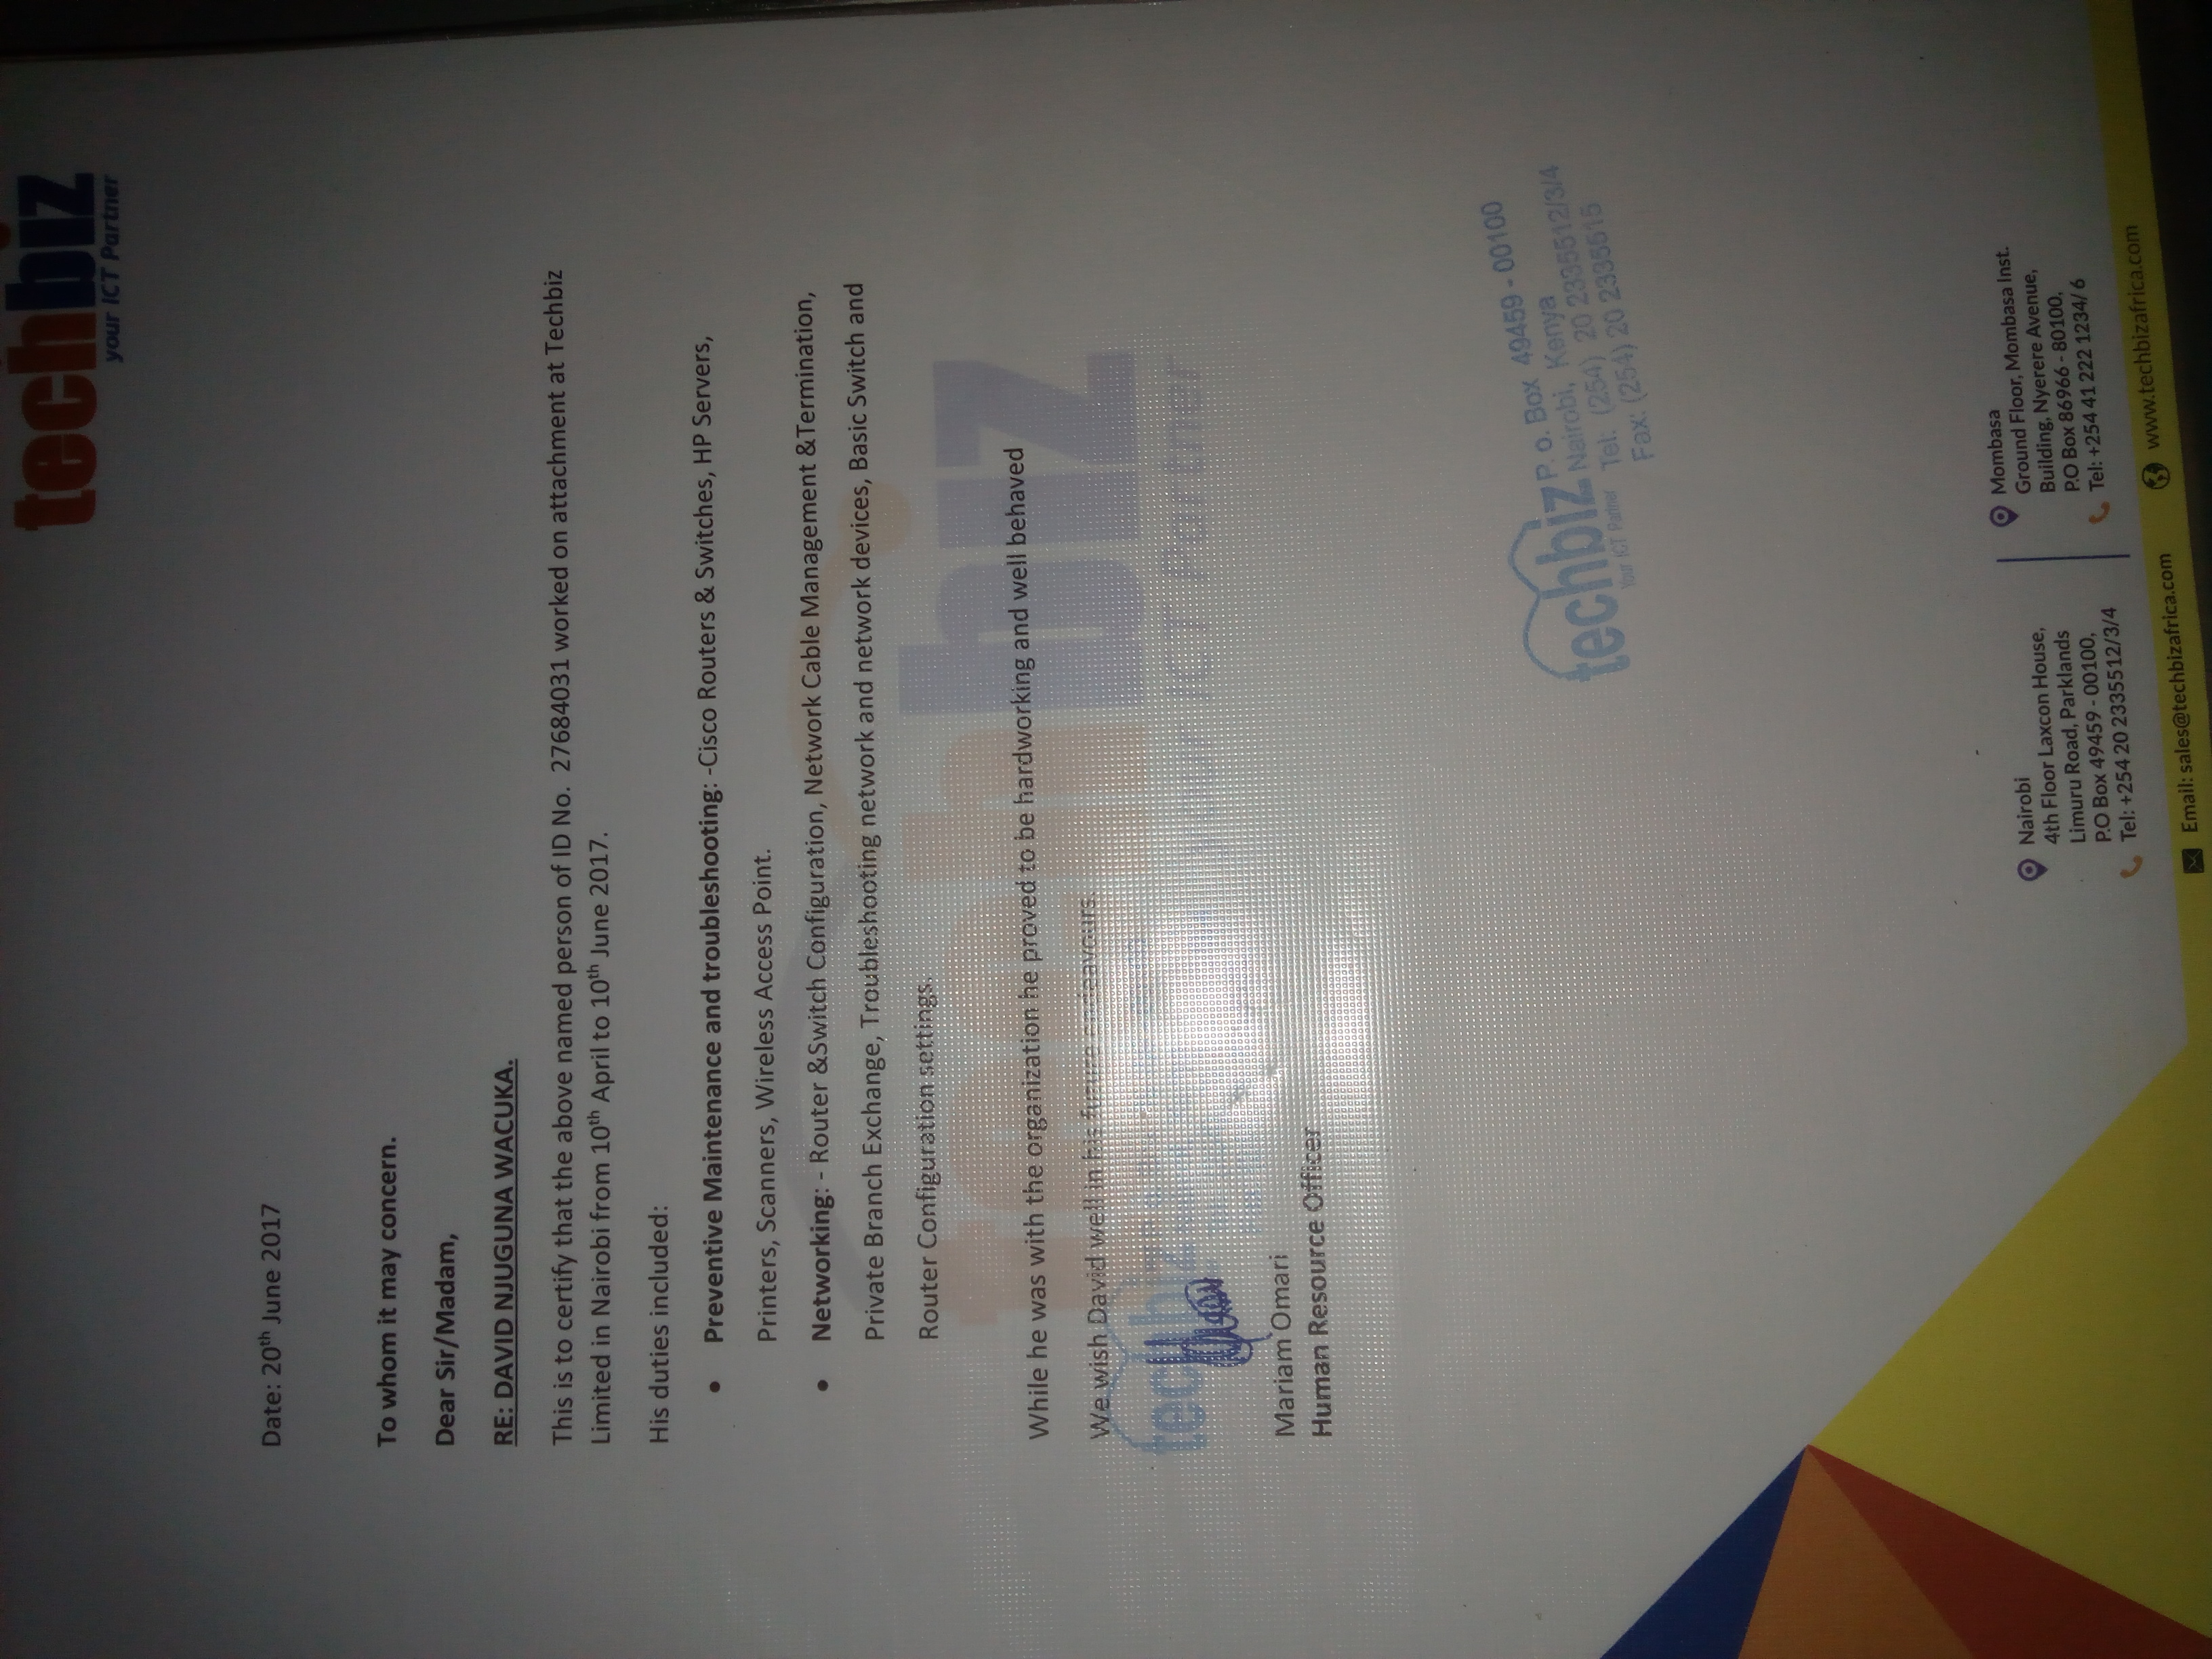 techbiz
your ICT Partner
Date: 20th June 2017
To whom it may concern.
Dear Sir/Madam,
RE: DAVID NJUGUNA WACUKA.
This is to certify that the above named person of ID No. 27684031 worked on attachment at Techbiz
Limited in Nairobi from 10th April to 10th June 2017.
His duties included:
• Preventive Maintenance and troubleshooting: -Cisco Routers & Switches, HP Servers,
Printers, Scanners, Wireless Access Point.
• Networking: - Router &Switch Configuration, Network Cable Management &Termination,
Private Branch Exchange, Troubleshooting network and network devices, Basic Switch and
Router Configuration settings.
While he was with the organization he proved to be hardworking and well behaved
We wish David well in his future endeavours.
techbiz
Mariam Omari
Human Resource Officer
techbiz
your ICT Partner
techbiz
Your ICT Partner
P. o. Box 49459 - 00100
Nairobi, Kenya
Tel: (254) 20 2335512/3/4
Fax: (254) 20 2335515
Nairobi
4th Floor Laxcon House,
Limuru Road, Parklands
P.O Box 49459 - 00100,
Tel: +254 20 2335512/3/4
Mombasa
Ground Floor, Mombasa Inst.
Building, Nyerere Avenue,
P.O Box 86966 - 80100,
Tel: +254 41 222 1234/6
Email: sales@techbizafrica.com
www.techbizafrica.com